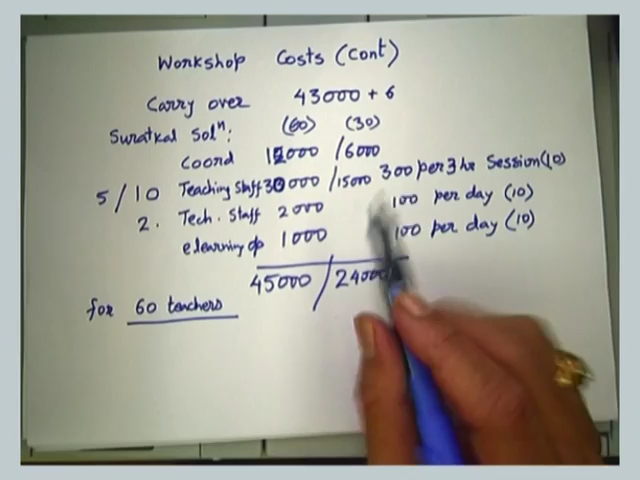 Workshop Costs (Cont)
Carry over 43000 + 6
Suratkal Solⁿ: (60) (30)
Coord 12000 / 6000
5 / 10 Teaching Staff 30000 / 15000 300 per 3 hr Session (10)
2. Tech. Staff 2000 100 per day (10)
elearning op 1000 100 per day (10)
45000 / 24000
for 60 teachers